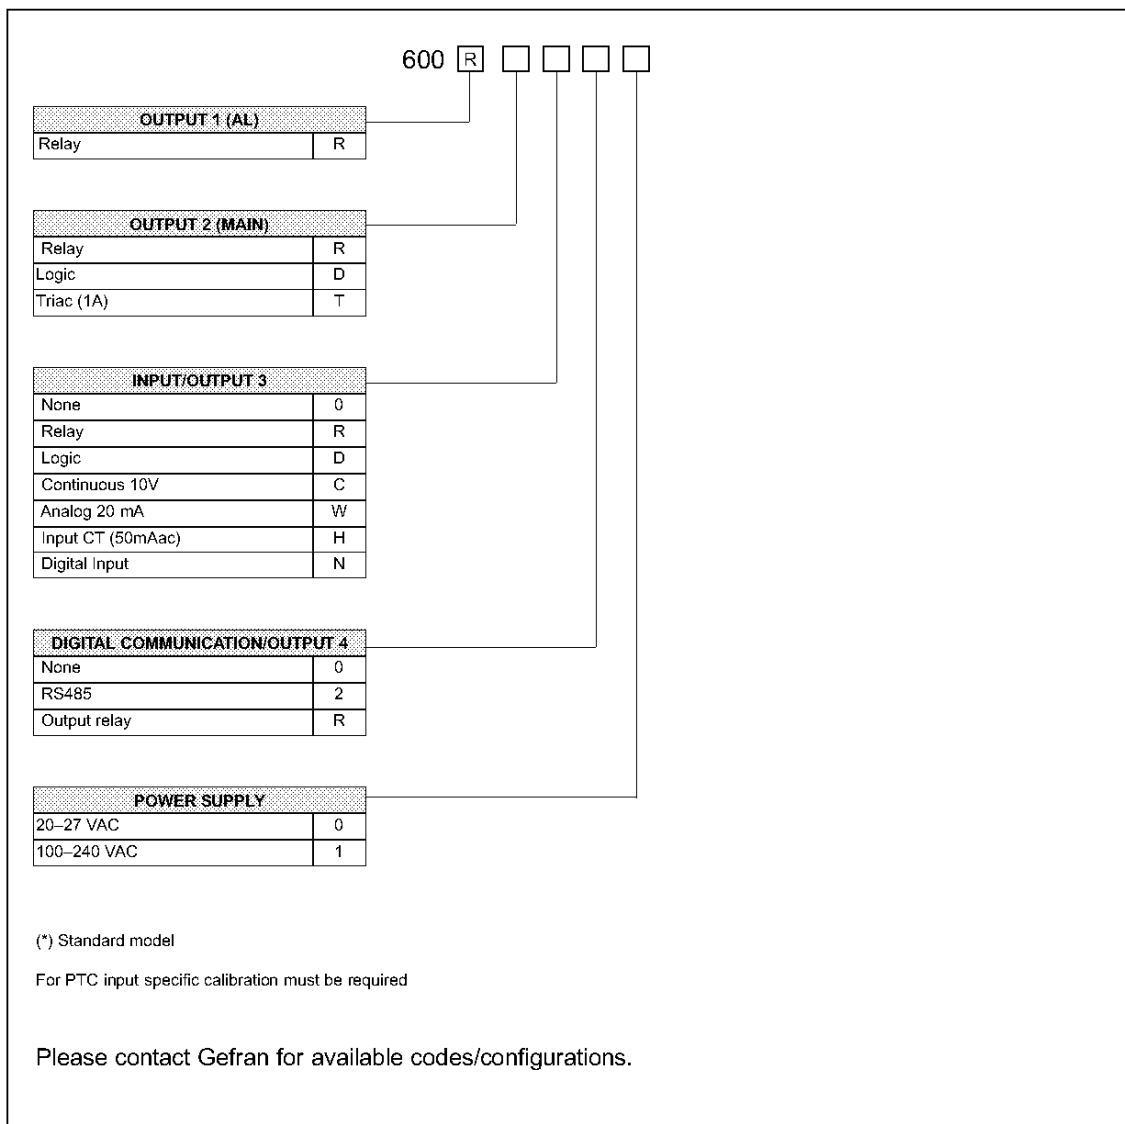 600 R
OUTPUT 1 (AL)
Relay R
OUTPUT 2 (MAIN)
Relay R
Logic D
Triac (1A) T
INPUT/OUTPUT 3
None 0
Relay R
Logic D
Continuous 10V C
Analog 20 mA W
Input CT (50mAac) H
Digital Input N
DIGITAL COMMUNICATION/OUTPUT 4
None 0
RS485 2
Output relay R
POWER SUPPLY
20–27 VAC 0
100–240 VAC 1
(*) Standard model
For PTC input specific calibration must be required
Please contact Gefran for available codes/configurations.